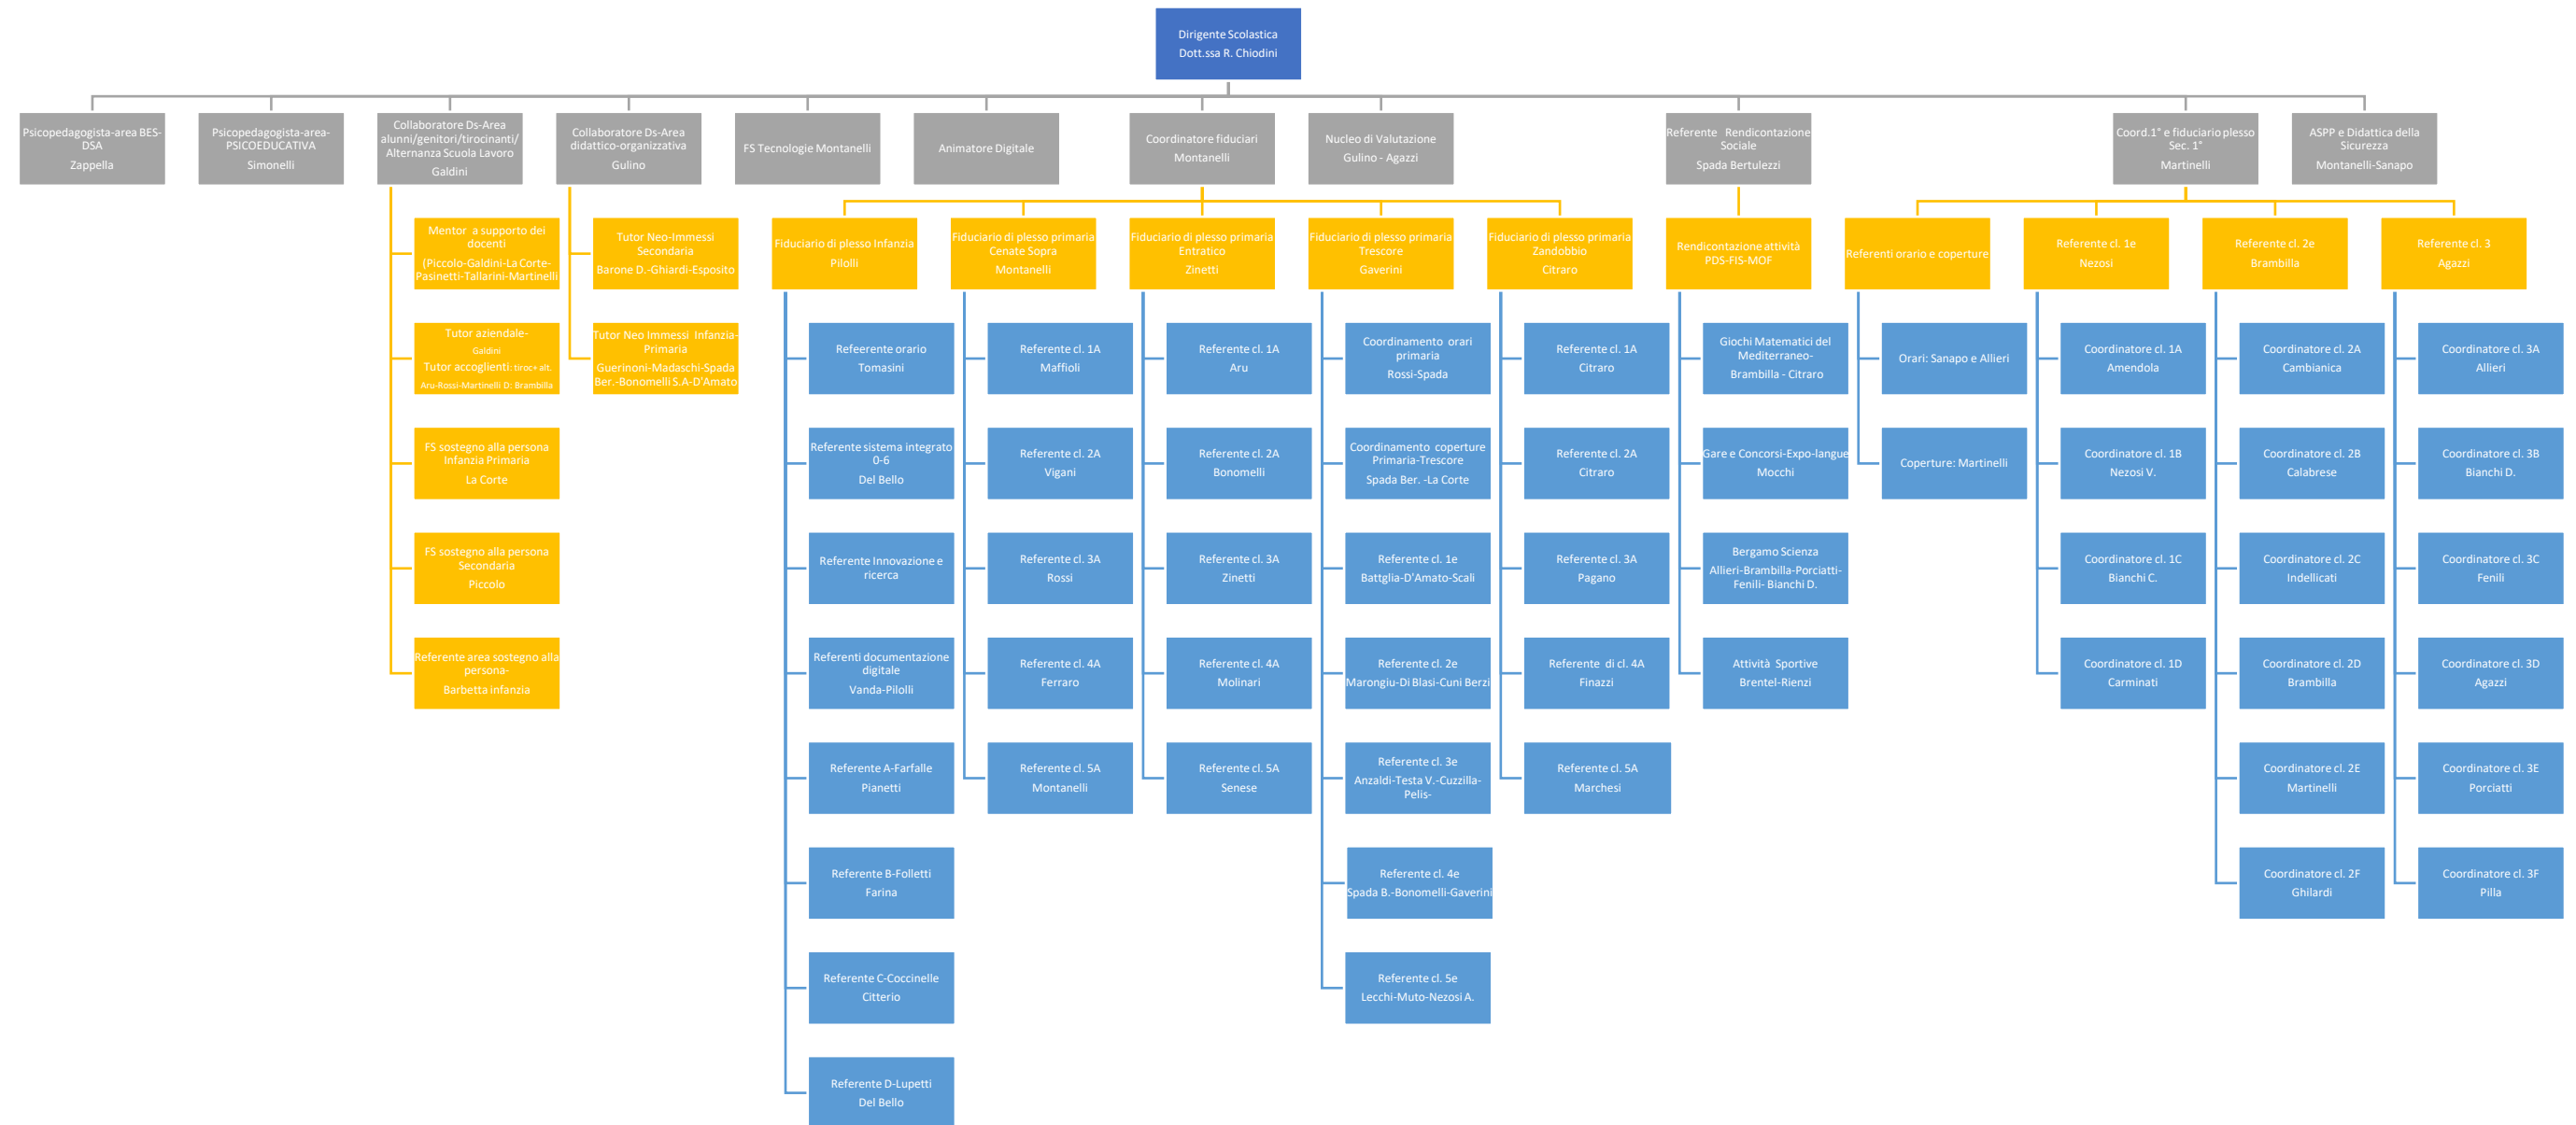 Dirigente Scolastica
Dott.ssa R. Chiodini
Psicopedagogista-area BES-
DSA
Zappella
Psicopedagogista-area-
PSICOEDUCATIVA
Simonelli
Collaboratore Ds-Area
alunni/genitori/tirocinanti/
Alternanza Scuola Lavoro
Galdini
Collaboratore Ds-Area
didattico-organizzativa
Gulino
FS Tecnologie Montanelli
Animatore Digitale
Coordinatore fiduciari
Montanelli
Nucleo di Valutazione
Gulino - Agazzi
Referente Rendicontazione
Sociale
Spada Bertulezzi
Coord.1° e fiduciario plesso
Sec. 1°
Martinelli
ASPP e Didattica della
Sicurezza
Montanelli-Sanapo
Mentor a supporto dei
docenti
(Piccolo-Galdini-La Corte-
Pasinetti-Tallarini-Martinelli
Tutor aziendale-
Galdini
Tutor accoglienti: tiroc+ alt.
Aru-Rossi-Martinelli D: Brambilla
FS sostegno alla persona
Infanzia Primaria
La Corte
FS sostegno alla persona
Secondaria
Piccolo
Referente area sostegno alla
persona-
Barbetta infanzia
Tutor Neo-Immessi
Secondaria
Barone D.-Ghiardi-Esposito
Tutor Neo Immessi Infanzia-
Primaria
Guerinoni-Madaschi-Spada
Ber.-Bonomelli S.A-D'Amato
Fiduciario di plesso Infanzia
Pilolli
Refeerente orario
Tomasini
Referente sistema integrato
0-6
Del Bello
Referente Innovazione e
ricerca
Referenti documentazione
digitale
Vanda-Pilolli
Referente A-Farfalle
Pianetti
Referente B-Folletti
Farina
Referente C-Coccinelle
Citterio
Referente D-Lupetti
Del Bello
Fiduciario di plesso primaria
Cenate Sopra
Montanelli
Referente cl. 1A
Maffioli
Referente cl. 2A
Vigani
Referente cl. 3A
Rossi
Referente cl. 4A
Ferraro
Referente cl. 5A
Montanelli
Fiduciario di plesso primaria
Entratico
Zinetti
Referente cl. 1A
Aru
Referente cl. 2A
Bonomelli
Referente cl. 3A
Zinetti
Referente cl. 4A
Molinari
Referente cl. 5A
Senese
Fiduciario di plesso primaria
Trescore
Gaverini
Coordinamento orari
primaria
Rossi-Spada
Coordinamento coperture
Primaria-Trescore
Spada Ber. -La Corte
Referente cl. 1e
Battglia-D'Amato-Scali
Referente cl. 2e
Marongiu-Di Blasi-Cuni Berzi
Referente cl. 3e
Anzaldi-Testa V.-Cuzzilla-
Pelis-
Referente cl. 4e
Spada B.-Bonomelli-Gaverini
Referente cl. 5e
Lecchi-Muto-Nezosi A.
Fiduciario di plesso primaria
Zandobbio
Citraro
Referente cl. 1A
Citraro
Referente cl. 2A
Citraro
Referente cl. 3A
Pagano
Referente di cl. 4A
Finazzi
Referente cl. 5A
Marchesi
Rendicontazione attività
PDS-FIS-MOF
Giochi Matematici del
Mediterraneo-
Brambilla - Citraro
Gare e Concorsi-Expo-langue
Mocchi
Bergamo Scienza
Allieri-Brambilla-Porciatti-
Fenili- Bianchi D.
Attività Sportive
Brentel-Rienzi
Referenti orario e coperture
Orari: Sanapo e Allieri
Coperture: Martinelli
Referente cl. 1e
Nezosi
Coordinatore cl. 1A
Amendola
Coordinatore cl. 1B
Nezosi V.
Coordinatore cl. 1C
Bianchi C.
Coordinatore cl. 1D
Carminati
Referente cl. 2e
Brambilla
Coordinatore cl. 2A
Cambianica
Coordinatore cl. 2B
Calabrese
Coordinatore cl. 2C
Indellicati
Coordinatore cl. 2D
Brambilla
Coordinatore cl. 2E
Martinelli
Coordinatore cl. 2F
Ghilardi
Referente cl. 3
Agazzi
Coordinatore cl. 3A
Allieri
Coordinatore cl. 3B
Bianchi D.
Coordinatore cl. 3C
Fenili
Coordinatore cl. 3D
Agazzi
Coordinatore cl. 3E
Porciatti
Coordinatore cl. 3F
Pilla